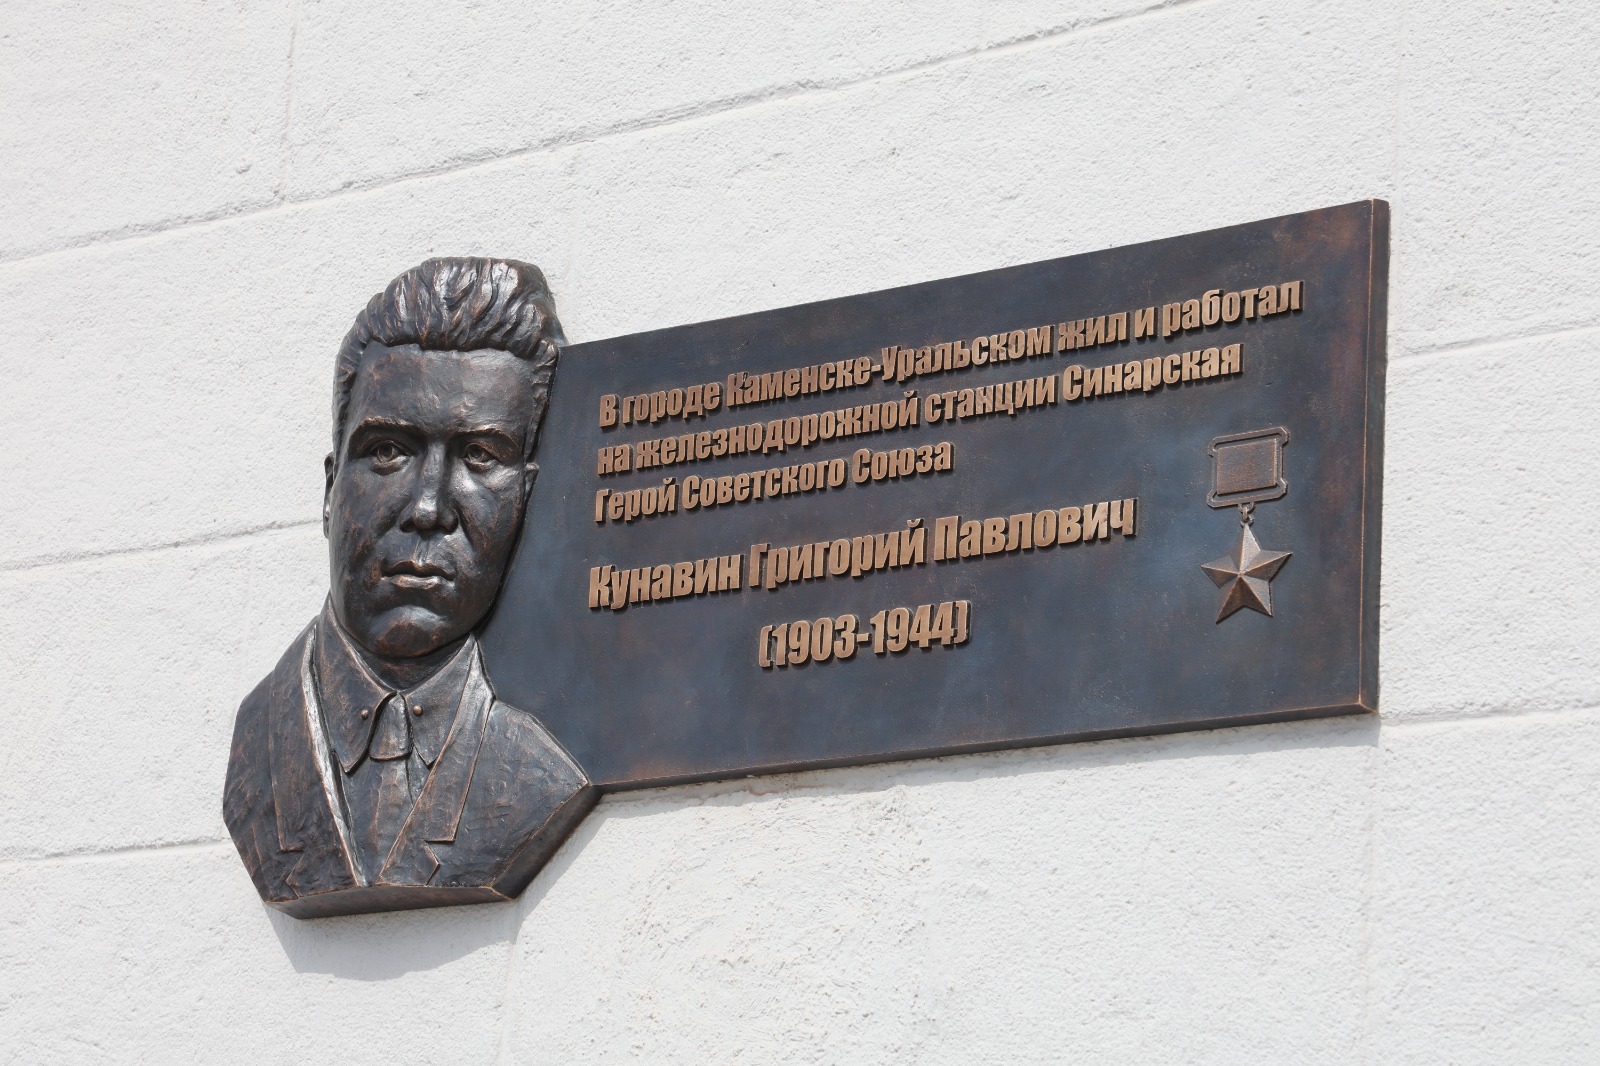 В городе Каменске-Уральском жил и работал
на железнодорожной станции Синарская
Герой Советского Союза
Кунавин Григорий Павлович
(1903-1944)